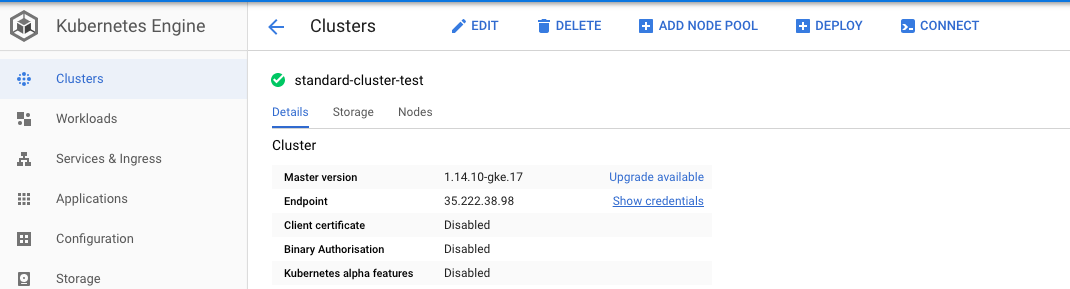 Kubernetes Engine
Clusters
EDIT
DELETE
ADD NODE POOL
DEPLOY
CONNECT
Clusters
Workloads
Services & Ingress
Applications
Configuration
Storage
standard-cluster-test
Details Storage Nodes
Cluster
Master version 1.14.10-gke.17 Upgrade available
Endpoint 35.222.38.98 Show credentials
Client certificate Disabled
Binary Authorisation Disabled
Kubernetes alpha features Disabled